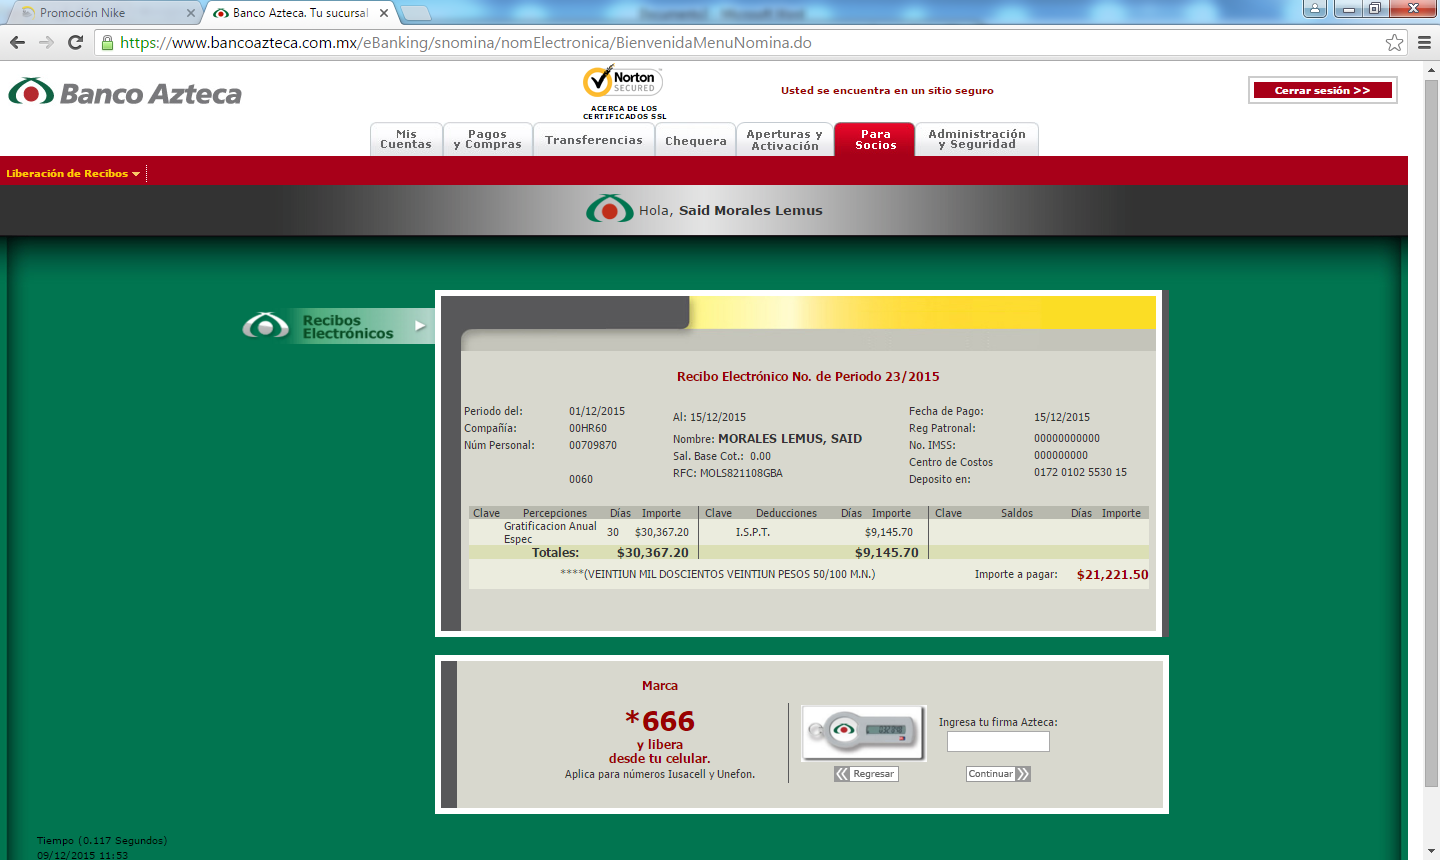 Promoción Nike
Banco Azteca. Tu sucursal
https://www.bancoazteca.com.mx/eBanking/snomina/nomElectronica/BienvenidaMenuNomina.do
Banco Azteca
Norton
SECURED
ACERCA DE LOS
CERTIFICADOS SSL
Usted se encuentra en un sitio seguro
Cerrar sesión >>
Mis Cuentas
Pagos y Compras
Transferencias
Chequera
Aperturas y Activación
Para Socios
Administración y Seguridad
Liberación de Recibos
Hola, Said Morales Lemus
Recibos
Electrónicos
Recibo Electrónico No. de Periodo 23/2015
Periodo del: 01/12/2015 Al: 15/12/2015 Fecha de Pago: 15/12/2015
Compañía: 00HR60 Nombre: MORALES LEMUS, SAID Reg Patronal: 00000000000
Núm Personal: 00709870 Sal. Base Cot.: 0.00 No. IMSS: 000000000
RFC: MOLS821108GBA Centro de Costos 0172 0102 5530 15
0060 Deposito en:
Clave Percepciones Días Importe Clave Deducciones Días Importe Clave Saldos Días Importe
Gratificacion Anual Espec 30 $30,367.20 I.S.P.T. $9,145.70
Totales: $30,367.20 $9,145.70
****(VEINTIUN MIL DOSCIENTOS VEINTIUN PESOS 50/100 M.N.) Importe a pagar: $21,221.50
Marca
*666
y libera
desde tu celular.
Aplica para números Iusacell y Unefon.
Ingresa tu firma Azteca:
Regresar
Continuar
Tiempo (0.117 Segundos)
09/12/2015 11:53